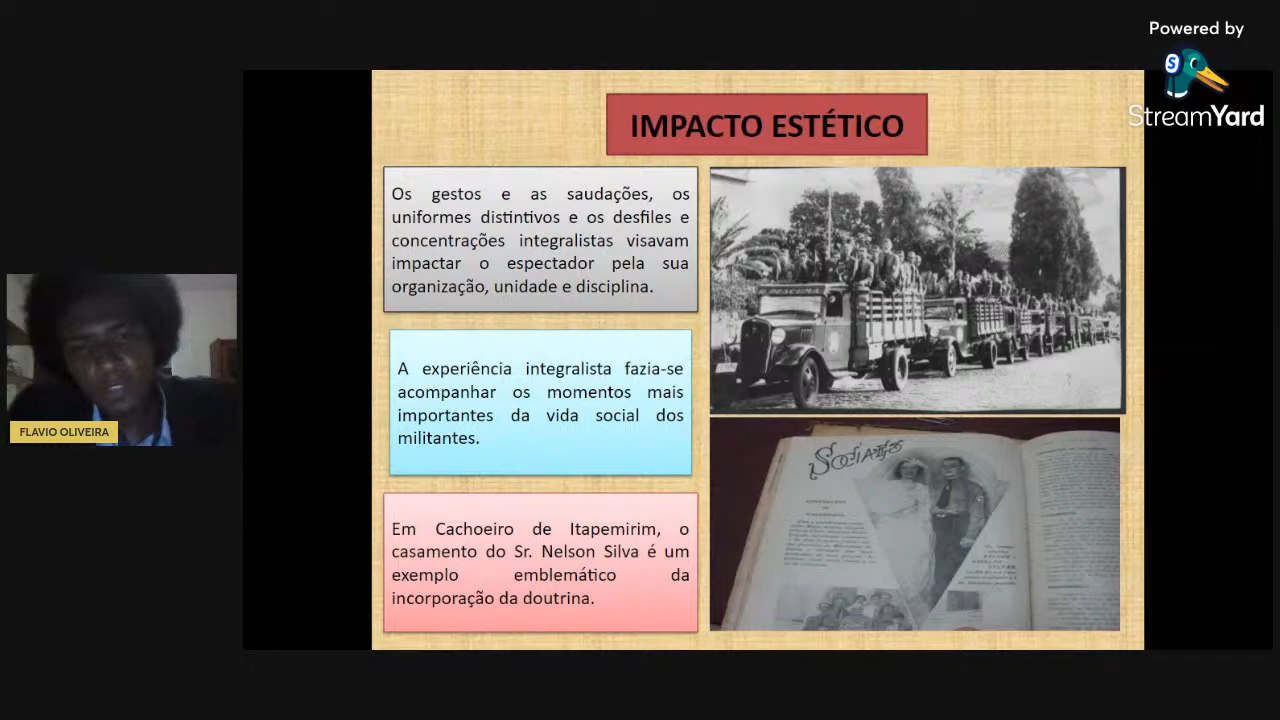 Powered by
S
StreamYard
IMPACTO ESTÉTICO
Os gestos e as saudações, os
uniformes distintivos e os desfiles e
concentrações integralistas visavam
impactar o espectador pela sua
organização, unidade e disciplina.
A experiência integralista fazia-se
acompanhar os momentos mais
importantes da vida social dos
militantes.
Em Cachoeiro de Itapemirim, o
casamento do Sr. Nelson Silva é um
exemplo emblemático da
incorporação da doutrina.
Sociaes
FLAVIO OLIVEIRA